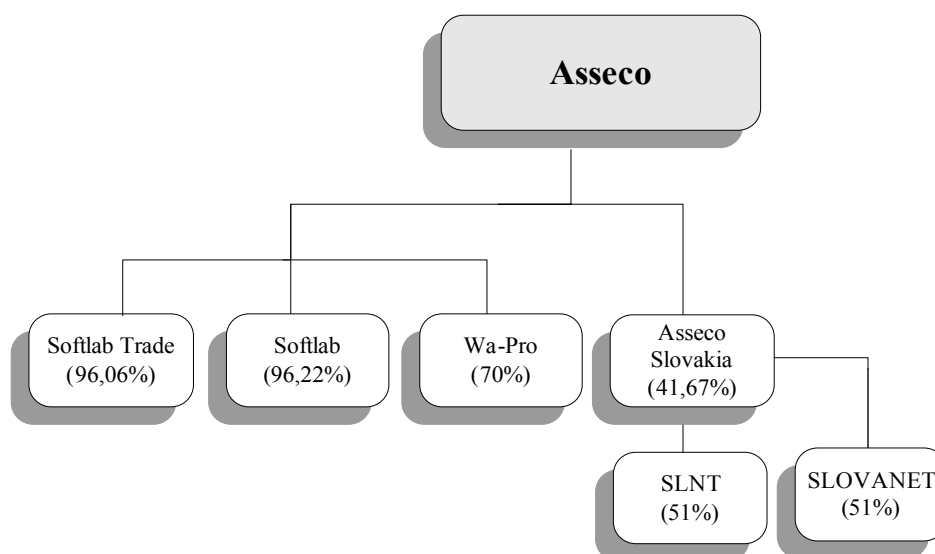 Asseco
Softlab Trade
(96,06%)
Softlab
(96,22%)
Wa-Pro
(70%)
Asseco
Slovakia
(41,67%)
SLNT
(51%)
SLOVANET
(51%)